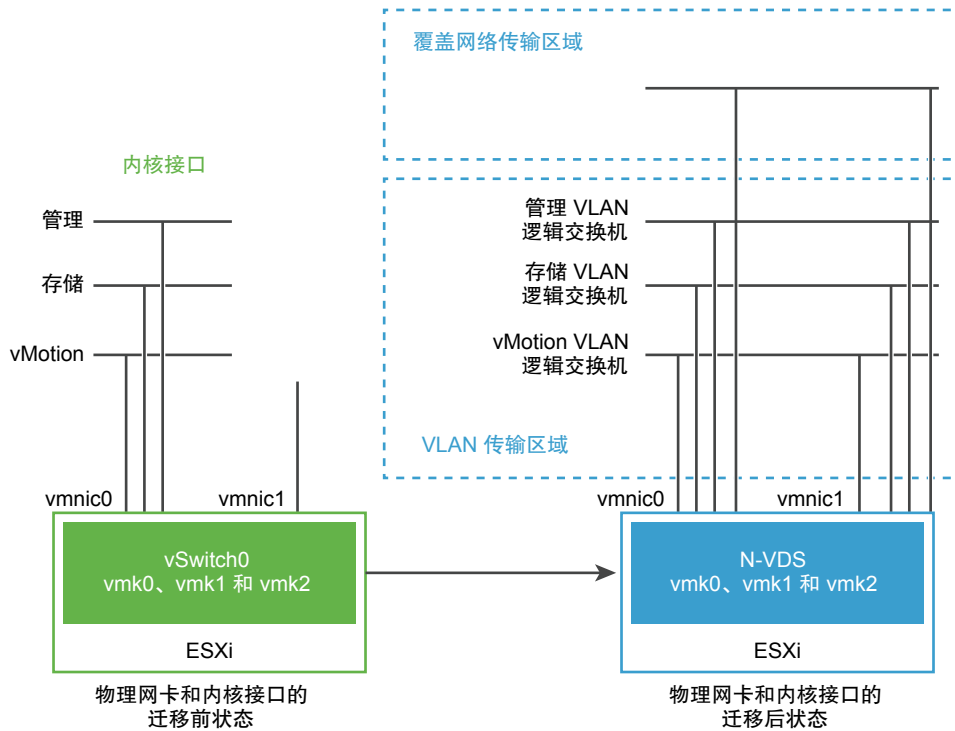 覆盖网络传输区域
内核接口
管理
存储
vMotion
管理 VLAN
逻辑交换机
存储 VLAN
逻辑交换机
vMotion VLAN
逻辑交换机
VLAN 传输区域
vmnic0
vmnic1
vmnic0
vmnic1
vSwitch0
vmk0、vmk1 和 vmk2
ESXi
N-VDS
vmk0、vmk1 和 vmk2
ESXi
物理网卡和内核接口的
迁移前状态
物理网卡和内核接口的
迁移后状态